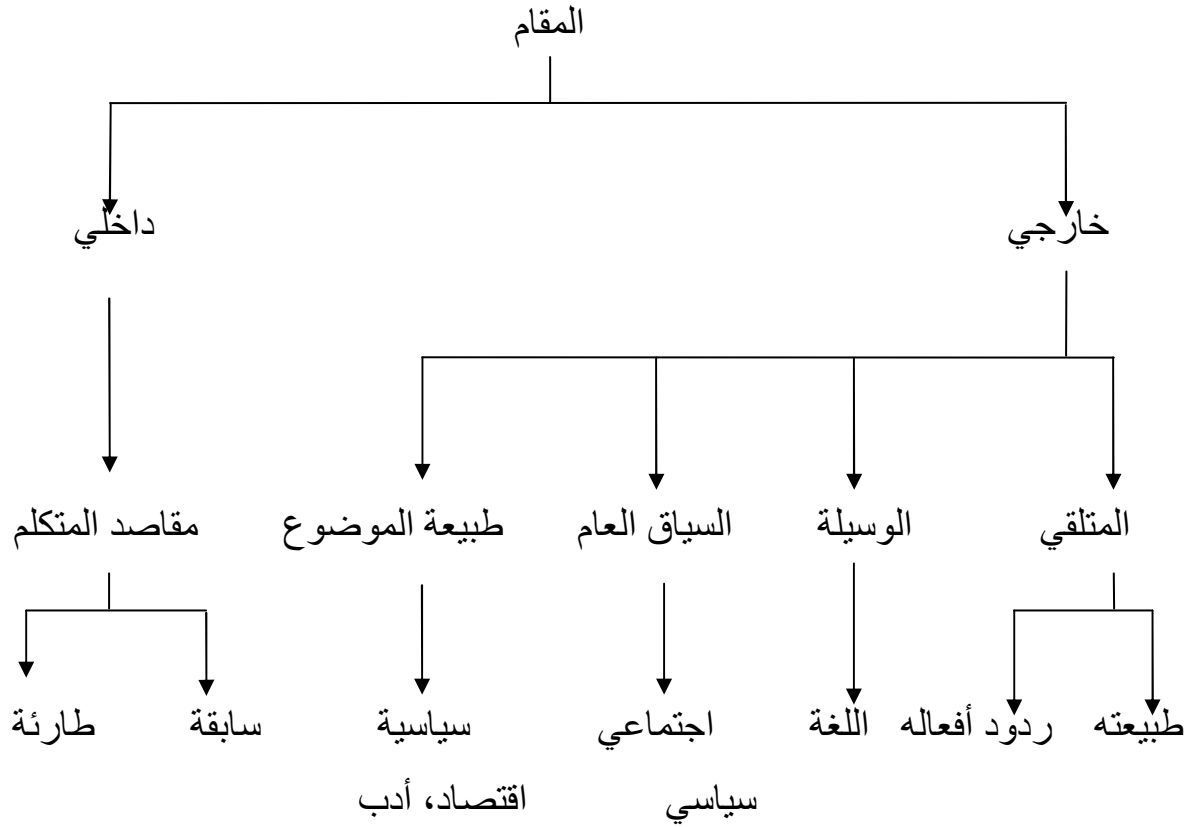 المقام
خارجي داخلي
المتلقي الوسيلة السياق العام طبيعة الموضوع مقاصد المتكلم
طبيعته ردود أفعاله اللغة اجتماعي سياسية سابقة طارئة
سياسي اقتصاد، أدب